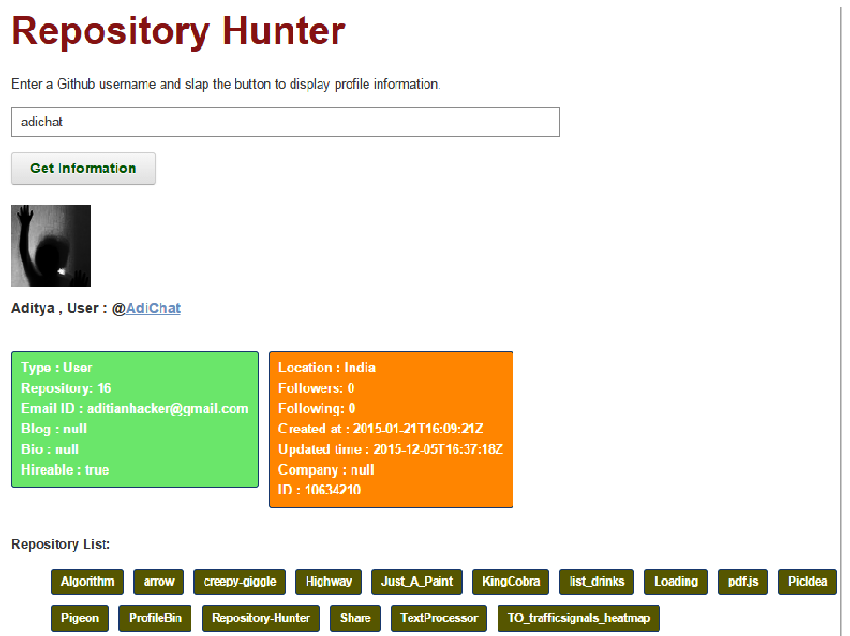 Repository Hunter
Enter a Github username and slap the button to display profile information.
adichat
Get Information
Aditya , User : @AdiChat
Type : User
Repository: 16
Email ID : aditianhacker@gmail.com
Blog : null
Bio : null
Hireable : true
Location : India
Followers: 0
Following: 0
Created at : 2015-01-21T16:09:21Z
Updated time : 2015-12-05T16:37:18Z
Company : null
ID : 10634210
Repository List:
Algorithm arrow creepy-giggle Highway Just_A_Paint KingCobra list_drinks Loading pdf.js PicIdea
Pigeon ProfileBin Repository-Hunter Share TextProcessor TO_trafficsignals_heatmap